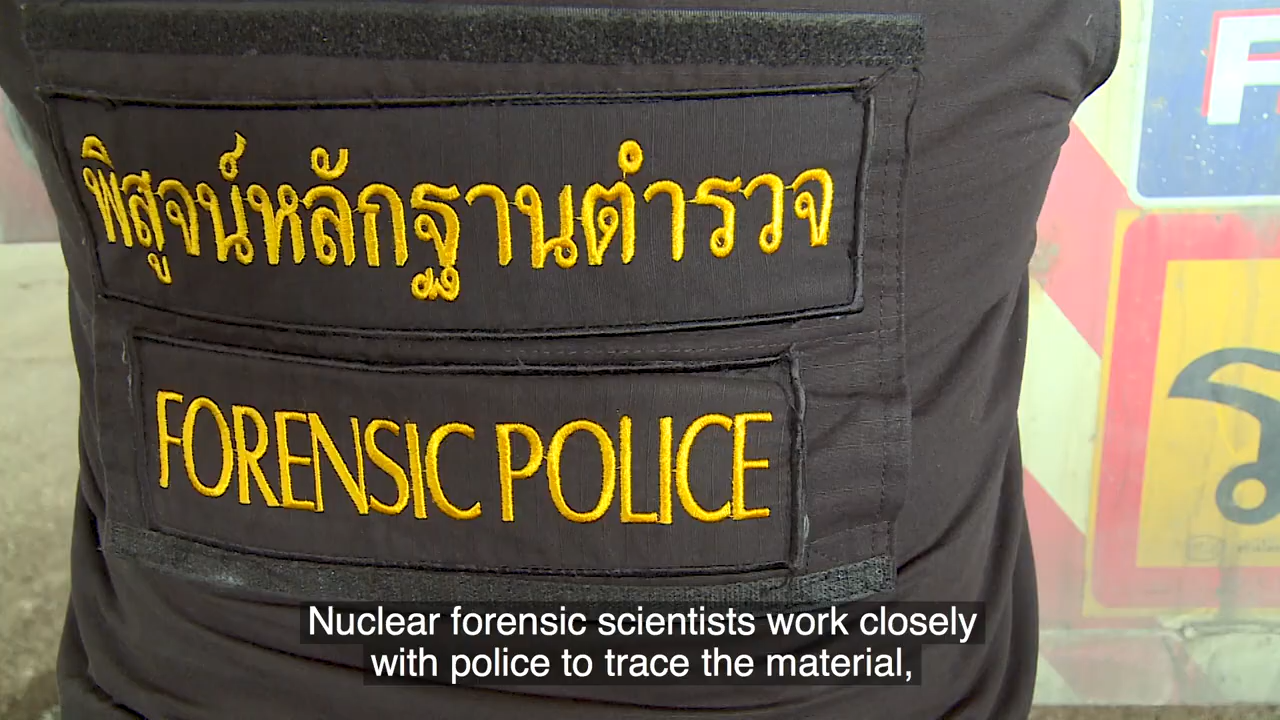 พิสูจน์หลักฐานตำรวจ
FORENSIC POLICE
Nuclear forensic scientists work closely
with police to trace the material,